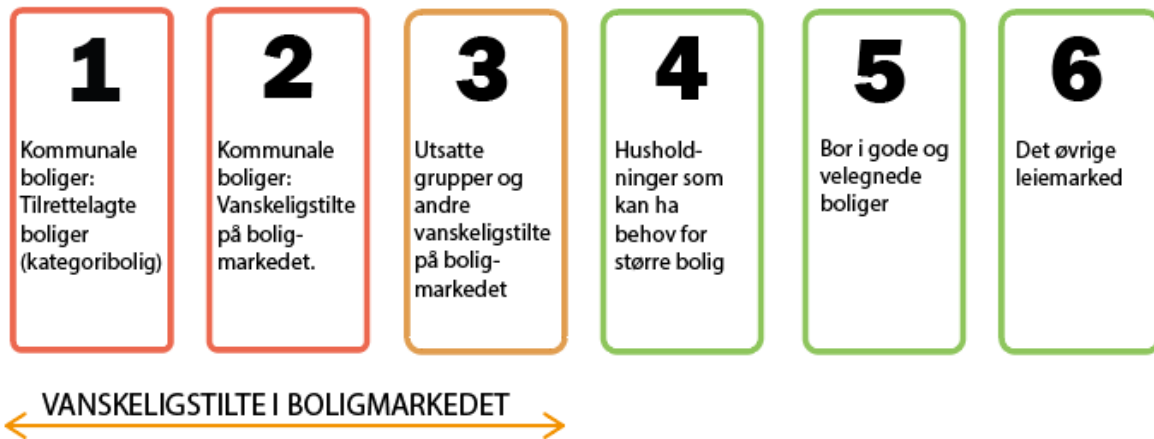 1
Kommunale
boliger:
Tilrettelagte
boliger
(kategoribolig)
2
Kommunale
boliger:
Vanskeligstilte
på bolig-
markedet.
3
Utsatte
grupper og
andre
vanskeligstilte
på bolig-
markedet
4
Hushold-
ninger som
kan ha
behov for
større bolig
5
Bor i gode og
velegnede
boliger
6
Det øvrige
leiemarked
VANSKELIGSTILTE I BOLIGMARKEDET